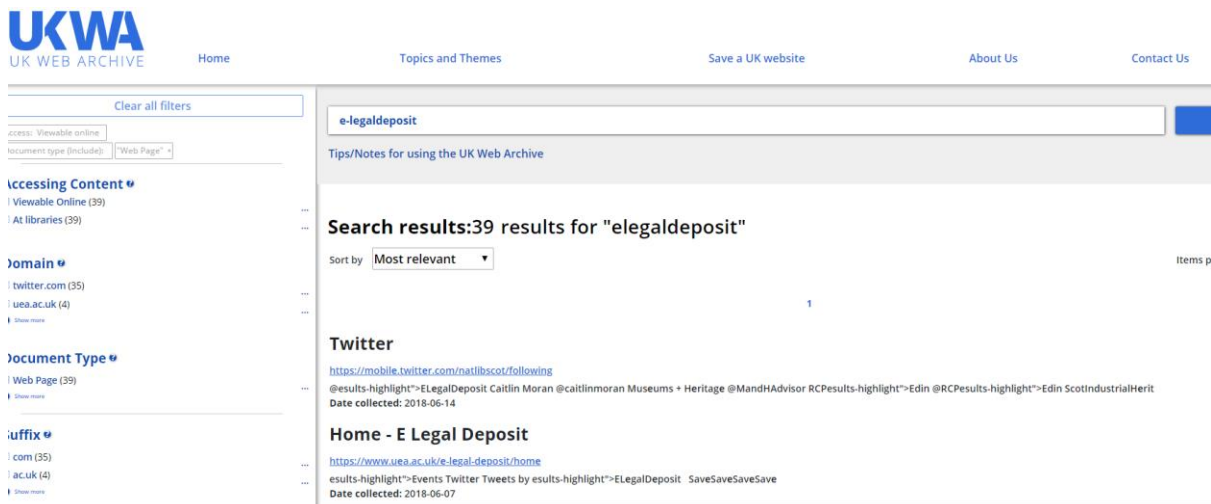 UKWA
UK WEB ARCHIVE
Home
Topics and Themes
Save a UK website
About Us
Contact Us
Clear all filters
ccess: Viewable online
ocument type (Include):
"Web Page"
Accessing Content
Viewable Online (39)
...
At libraries (39)
...
Domain
twitter.com (35)
...
uea.ac.uk (4)
...
Show more
Document Type
Web Page (39)
...
Show more
Suffix
com (35)
...
ac.uk (4)
...
Show more
e-legaldeposit
Tips/Notes for using the UK Web Archive
Search results:39 results for "elegaldeposit"
Sort by Most relevant
Items p
1
Twitter
https://mobile.twitter.com/natlibscot/following
@esults-highlight">ELegalDeposit Caitlin Moran @caitlinmoran Museums + Heritage @MandHAdvisor RCPesults-highlight">Edin @RCPesults-highlight">Edin ScotIndustrialHerit
Date collected: 2018-06-14
Home - E Legal Deposit
https://www.uea.ac.uk/e-legal-deposit/home
esults-highlight">Events Twitter Tweets by esults-highlight">ELegalDeposit SaveSaveSaveSave
Date collected: 2018-06-07